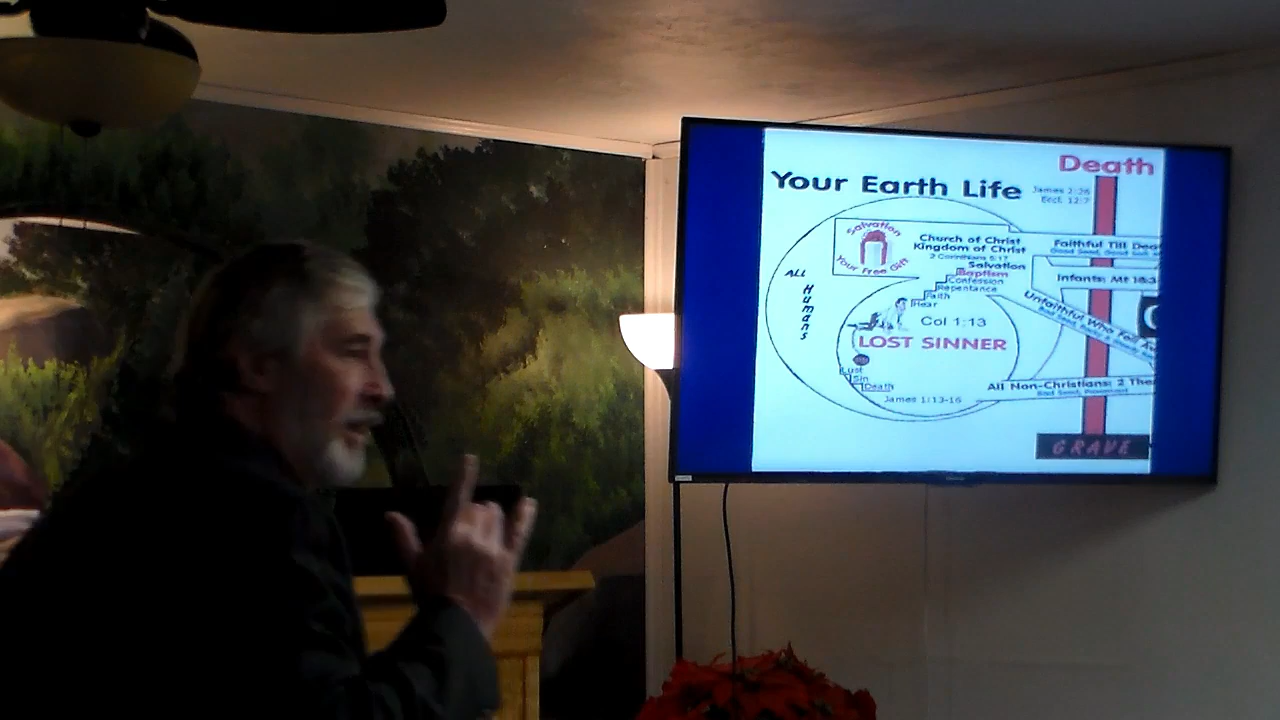 Death
Your Earth Life
James 2:26
Eccl. 12:7
Salvation
Your Free Gift
Church of Christ
Kingdom of Christ
2 Corinthians 5:17
Faithful Till Deat
Salvation
Baptism
Confession
Repentance
Faith
Hear
Infants: Mt 18:3
ALL
Humans
Unfaithful Who Fall A
Col 1:13
LOST SINNER
Lust
Sin
Death
All Non-Christians: 2 The
James 1:13-16
GRAVE